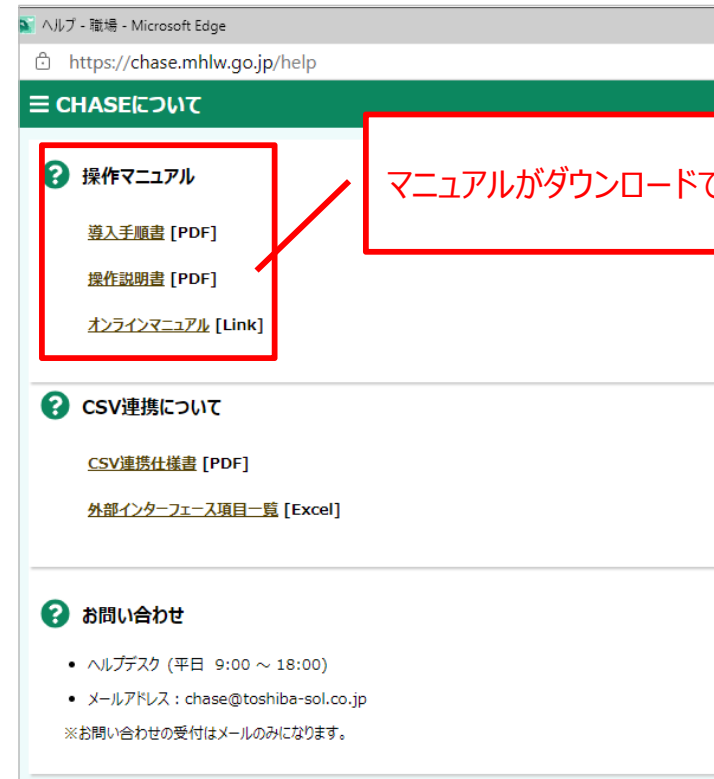 ヘルプ - 職場 - Microsoft Edge
https://chase.mhlw.go.jp/help
CHASEについて
操作マニュアル
マニュアルがダウンロードで
導入手順書 [PDF]
操作説明書 [PDF]
オンラインマニュアル [Link]
CSV連携について
CSV連携仕様書 [PDF]
外部インターフェース項目一覧 [Excel]
お問い合わせ
• ヘルプデスク (平日 9:00 ～ 18:00)
• メールアドレス : chase@toshiba-sol.co.jp
※お問い合わせの受付はメールのみになります。